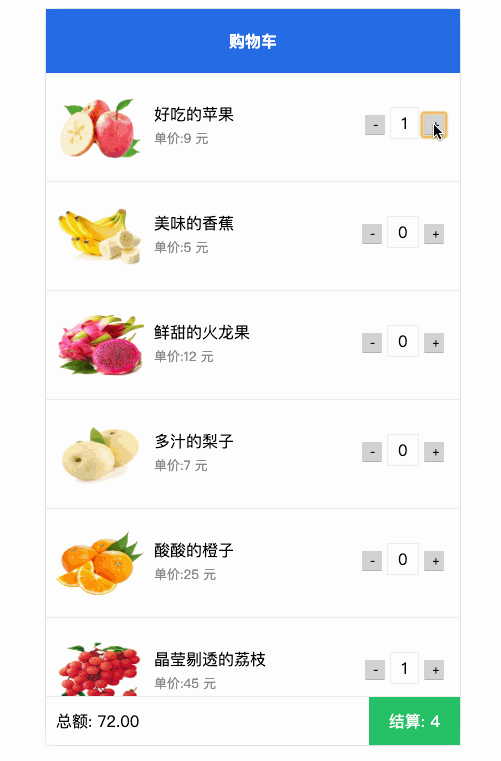 购物车
好吃的苹果
单价:9 元
- 1 +
美味的香蕉
单价:5 元
- 0 +
鲜甜的火龙果
单价:12 元
- 0 +
多汁的梨子
单价:7 元
- 0 +
酸酸的橙子
单价:25 元
- 0 +
晶莹剔透的荔枝
单价:45 元
- 1 +
总额: 72.00
结算: 4